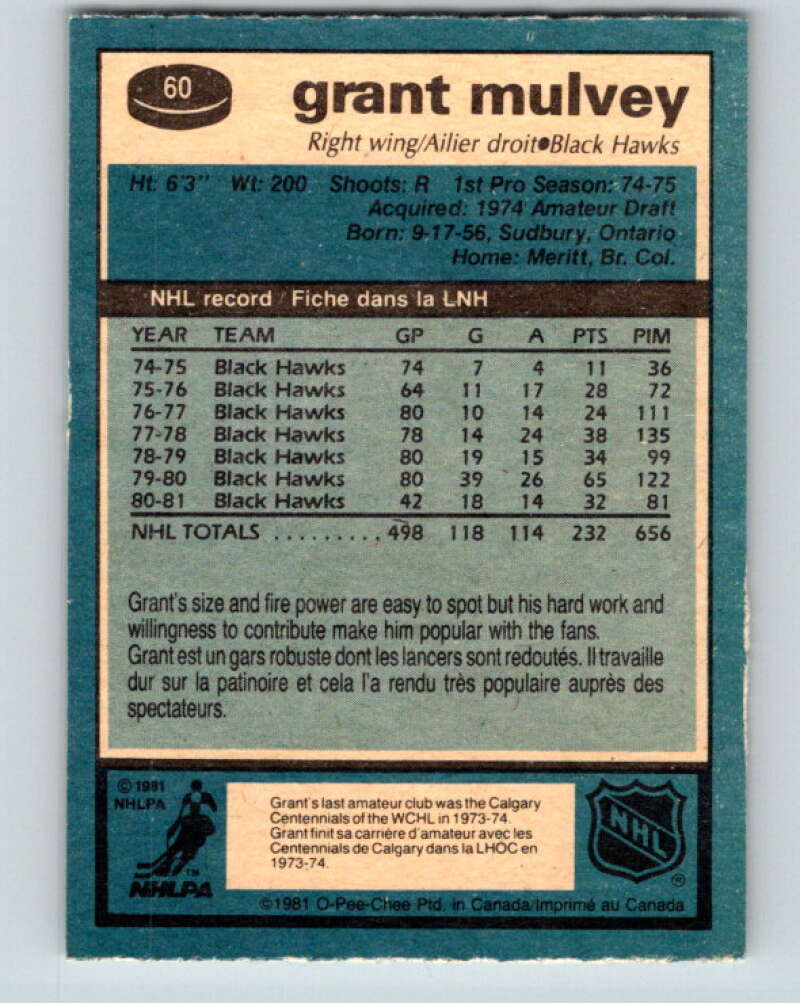 60
grant mulvey
Right wing/Ailier droit●Black Hawks
Ht: 6'3" Wt: 200 Shoots: R 1st Pro Season: 74-75
Acquired: 1974 Amateur Draft
Born: 9-17-56, Sudbury, Ontario
Home: Meritt, Br. Col.
NHL record / Fiche dans la LNH
YEAR TEAM GP G A PTS PIM
74-75 Black Hawks 74 7 4 11 36
75-76 Black Hawks 64 11 17 28 72
76-77 Black Hawks 80 10 14 24 111
77-78 Black Hawks 78 14 24 38 135
78-79 Black Hawks 80 19 15 34 99
79-80 Black Hawks 80 39 26 65 122
80-81 Black Hawks 42 18 14 32 81
NHL TOTALS .......... 498 118 114 232 656
Grant's size and fire power are easy to spot but his hard work and
willingness to contribute make him popular with the fans.
Grant est un gars robuste dont les lancers sont redoutés. Il travaille
dur sur la patinoire et cela l'a rendu très populaire auprès des
spectateurs.
© 1981
NHLPA
TM
NHLPA
Grant's last amateur club was the Calgary
Centennials of the WCHL in 1973-74.
Grant finit sa carrière d'amateur avec les
Centennials de Calgary dans la LHOC en
1973-74.
NHL
®
©1981 O-Pee-Chee Ptd. in Canada/Imprimé au Canada